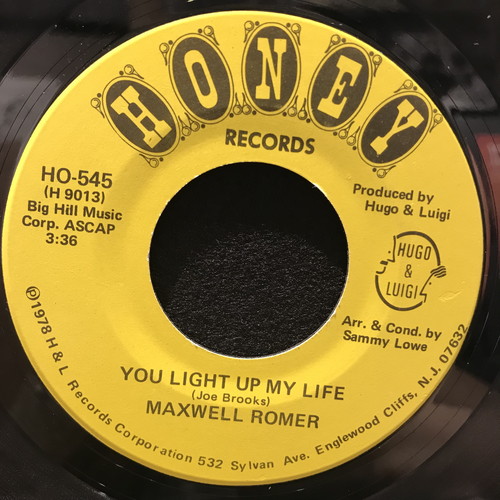 HONEY
RECORDS
HO-545
(H 9013)
Big Hill Music
Corp. ASCAP
3:36
Produced by
Hugo & Luigi
HUGO
&
LUIGI
Arr. & Cond. by
Sammy Lowe
YOU LIGHT UP MY LIFE
(Joe Brooks)
MAXWELL ROMER
℗1978 H & L Records Corporation 532 Sylvan Ave. Englewood Cliffs, N.J. 07632